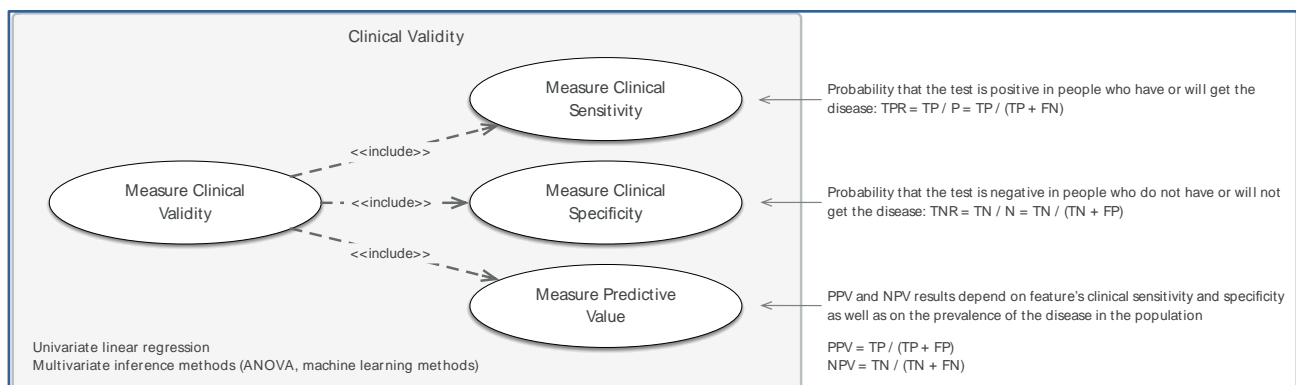 Clinical Validity
Measure Clinical
Sensitivity
Probability that the test is positive in people who have or will get the
disease: TPR = TP / P = TP / (TP + FN)
<<include>>
Measure Clinical
Validity
<<include>>
Measure Clinical
Specificity
Probability that the test is negative in people who do not have or will not
get the disease: TNR = TN / N = TN / (TN + FP)
<<include>>
Measure Predictive
Value
PPV and NPV results depend on feature's clinical sensitivity and specificity
as well as on the prevalence of the disease in the population
PPV = TP / (TP + FP)
NPV = TN / (TN + FN)
Univariate linear regression
Multivariate inference methods (ANOVA, machine learning methods)